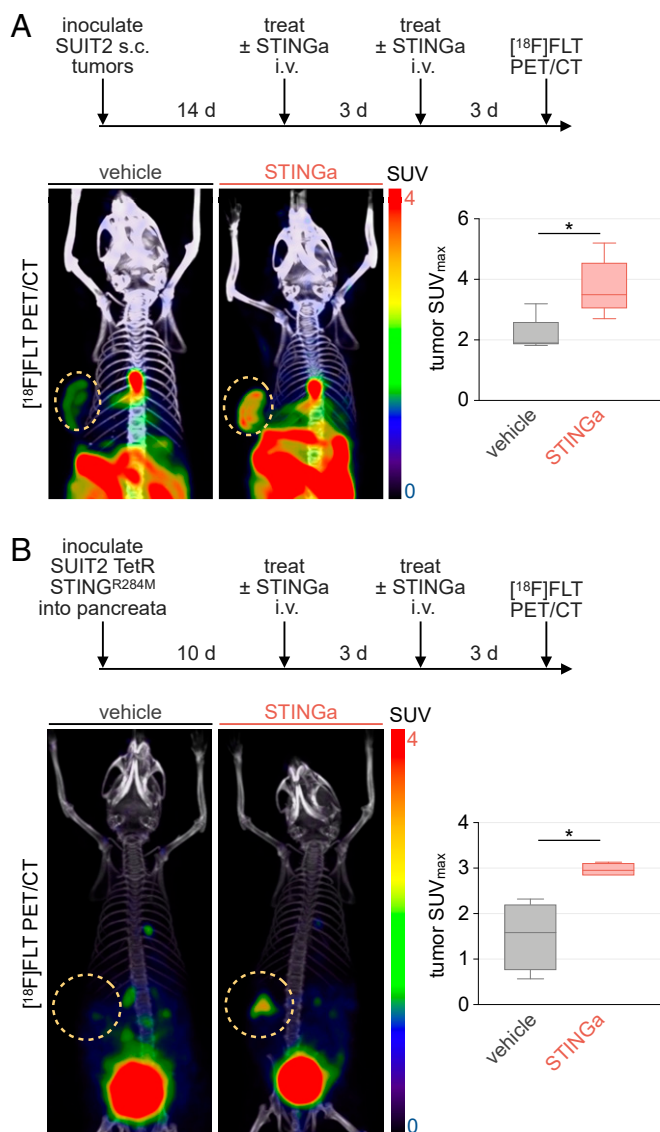 A
inoculate
SUIT2 s.c.
tumors
treat
± STINGa
i.v.
treat
± STINGa
i.v.
[¹⁸F]FLT
PET/CT
14 d
3 d
3 d
vehicle
STINGa
SUV
4
0
[¹⁸F]FLT PET/CT
tumor SUVmax
6
4
2
0
*
vehicle
STINGa
B
inoculate
SUIT2 TetR
STINGᴿ²⁸⁴ᴹ
into pancreata
treat
± STINGa
i.v.
treat
± STINGa
i.v.
[¹⁸F]FLT
PET/CT
10 d
3 d
3 d
vehicle
STINGa
SUV
4
0
[¹⁸F]FLT PET/CT
tumor SUVmax
4
3
2
1
0
*
vehicle
STINGa